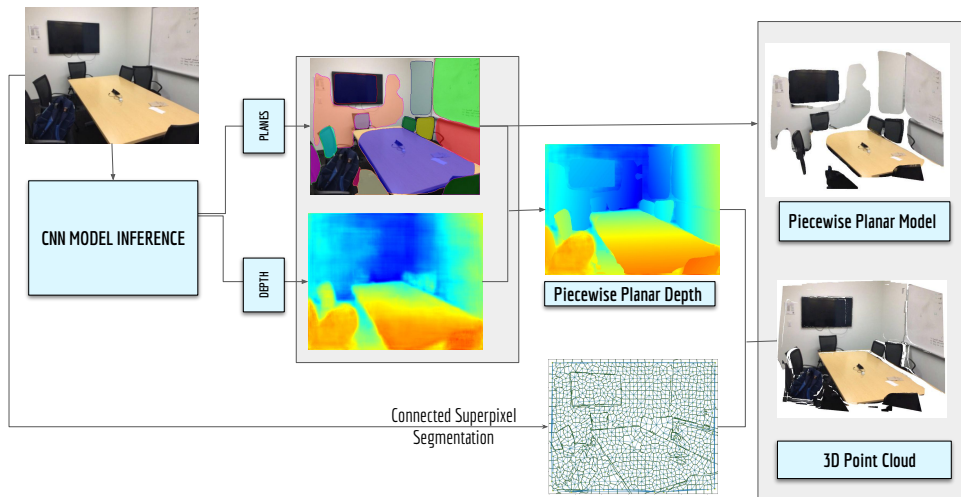 PLANES
CNN MODEL INFERENCE
DEPTH
Piecewise Planar Model
Piecewise Planar Depth
Connected Superpixel
Segmentation
3D Point Cloud